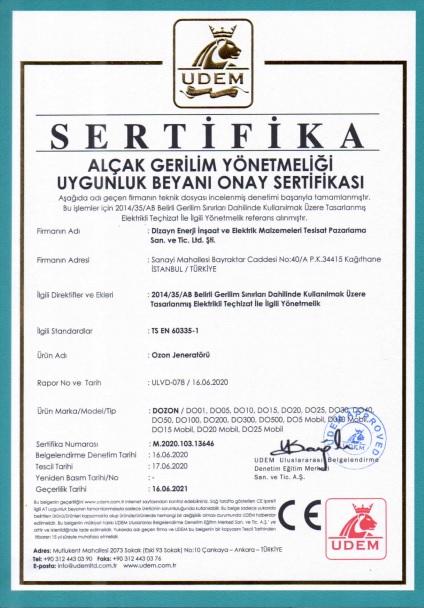 UDEM
SERTİFİKA
ALÇAK GERİLİM YÖNETMELİĞİ
UYGUNLUK BEYANI ONAY SERTİFİKASI
Aşağıda adı geçen firmanın teknik dosyası incelenmiş denetimi başarıyla tamamlanmıştır.
Bu işlemler için 2014/35/AB Belirli Gerilim Sınırları Dahilinde Kullanılmak Üzere Tasarlanmış
Elektrikli Teçhizat İle İlgili Yönetmelik referans alınmıştır.
Firmanın Adı : Dizayn Enerji İnşaat ve Elektrik Malzemeleri Tesisat Pazarlama
San. ve Tic. Ltd. Şti.
Firmanın Adresi : Sanayi Mahallesi Bayraktar Caddesi No:40/A P.K.34415 Kağıthane
İSTANBUL / TÜRKİYE
İlgili Direktifler ve Ekleri : 2014/35/AB Belirli Gerilim Sınırları Dahilinde Kullanılmak Üzere
Tasarlanmış Elektrikli Teçhizat İle İlgili Yönetmelik
İlgili Standardlar : TS EN 60335-1
Ürün Adı : Ozon Jeneratörü
Rapor No ve Tarih : ULVD-078 / 16.06.2020
Ürün Marka/Model/Tip : DOZON / DO01, DO05, DO10, DO15, DO20, DO25, DO30, DO40,
DO50, DO100, DO200, DO300, DO500, DO5 Mobil, DO10 Mobil,
DO15 Mobil, DO20 Mobil, DO25 Mobil
Sertifika Numarası : M.2020.103.13646
Belgelendirme Denetim Tarihi : 16.06.2020
Tescil Tarihi : 17.06.2020
Yeniden Basım Tarihi/No : -
Geçerlilik Tarihi : 16.06.2021
UDEM APPROVED
UDEM Uluslararası Belgelendirme
Denetim Eğitim Merkezi
San. ve Tic. A.Ş.
CE
UDEM
Adres: Mutlukent Mahallesi 2073 Sokak (Eski 93 Sokak) No:10 Çankaya - Ankara – TÜRKİYE
Tel: +90 312 443 03 90 Faks: +90 312 443 03 76
E-posta: info@udemltd.com.tr www.udem.com.tr